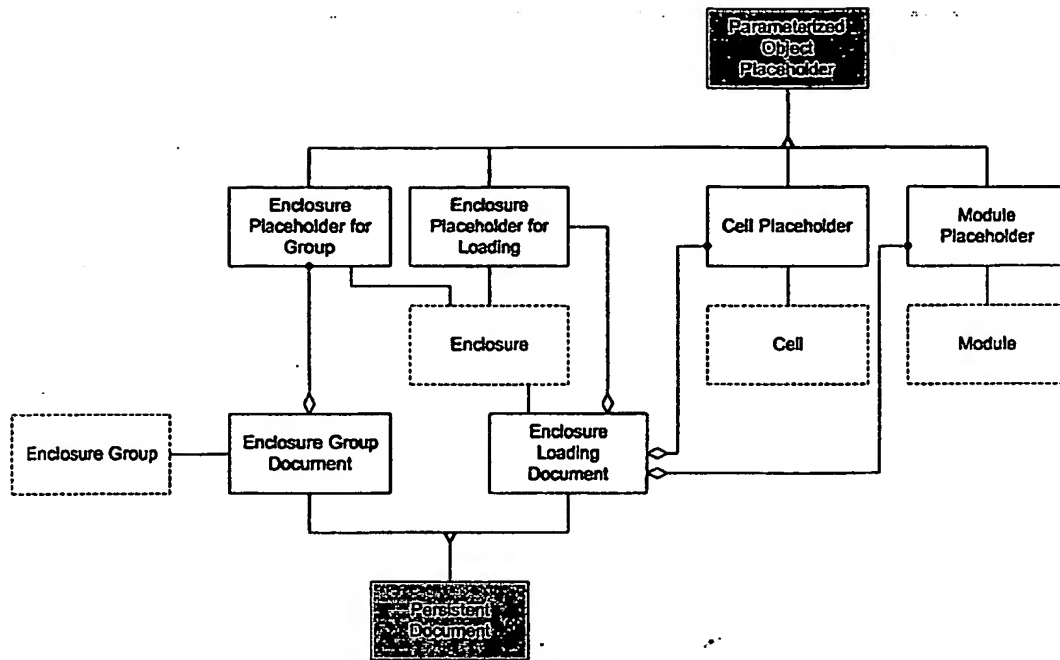 Parameterized
Object
Placeholder
Enclosure
Placeholder for
Group
Enclosure
Placeholder for
Loading
Cell Placeholder
Module
Placeholder
Enclosure
Cell
Module
Enclosure Group
Enclosure Group
Document
Enclosure
Loading
Document
Persistent
Document